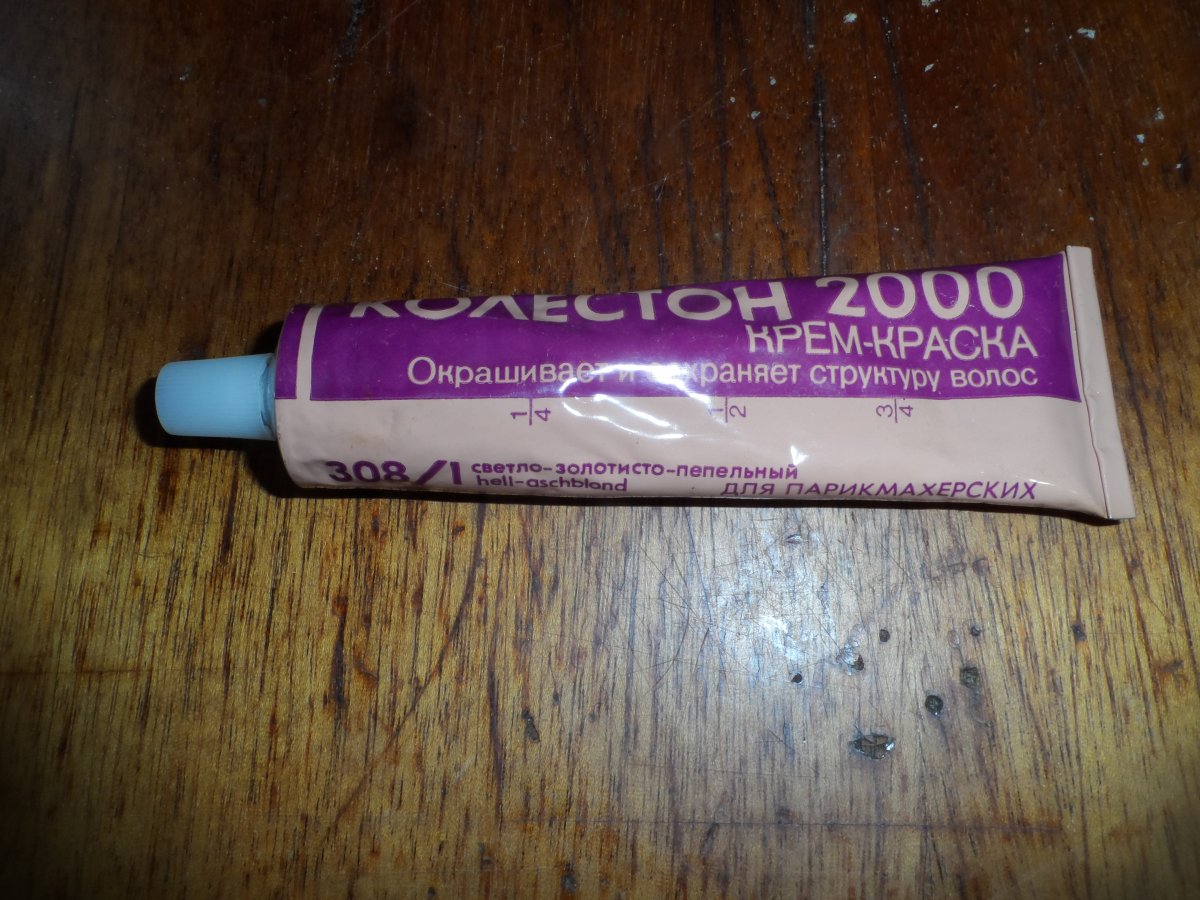 КОЛЕСТОН 2000
КРЕМ-КРАСКА
Окрашивает и сохраняет структуру волос
1/4 1/2 3/4
308/1 светло-золотисто-пепельный
hell-aschblond ДЛЯ ПАРИКМАХЕРСКИХ